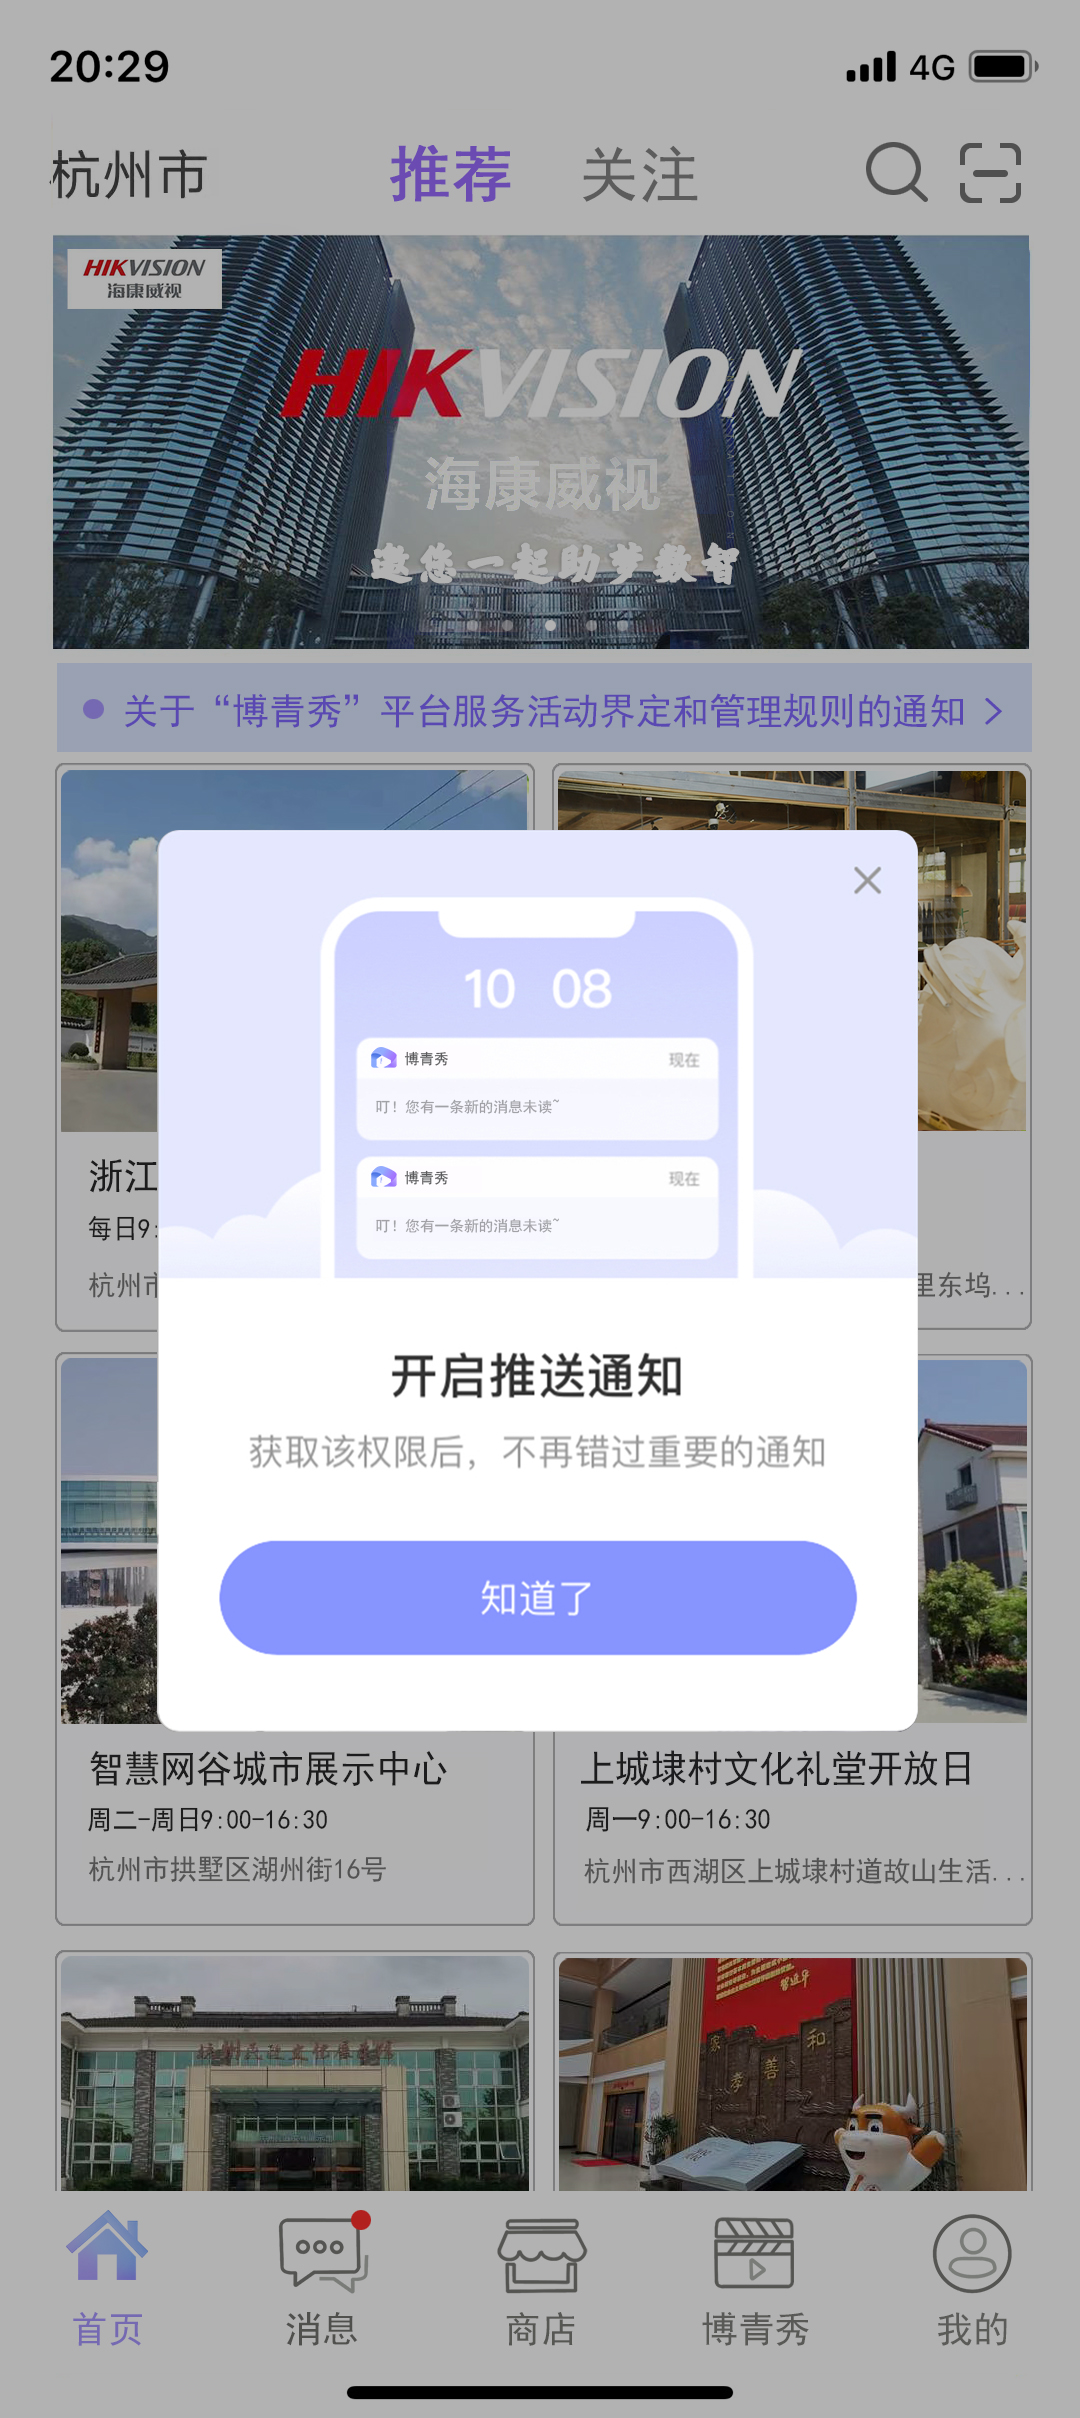 20:29
4G
杭州市
推荐
关注
HIKVISION
海康威视
HIKVISION
海康威视
邀您一起助梦数智
关于“博青秀”平台服务活动界定和管理规则的通知
10 08
博青秀
现在
叮！您有一条新的消息未读~
博青秀
现在
叮！您有一条新的消息未读~
浙江
每日9:
杭州市
里东坞...
开启推送通知
获取该权限后，不再错过重要的通知
知道了
智慧网谷城市展示中心
周二-周日9:00-16:30
杭州市拱墅区湖州街16号
上城埭村文化礼堂开放日
周一9:00-16:30
杭州市西湖区上城埭村道故山生活...
和
善
孝
家
首页
消息
商店
博青秀
我的